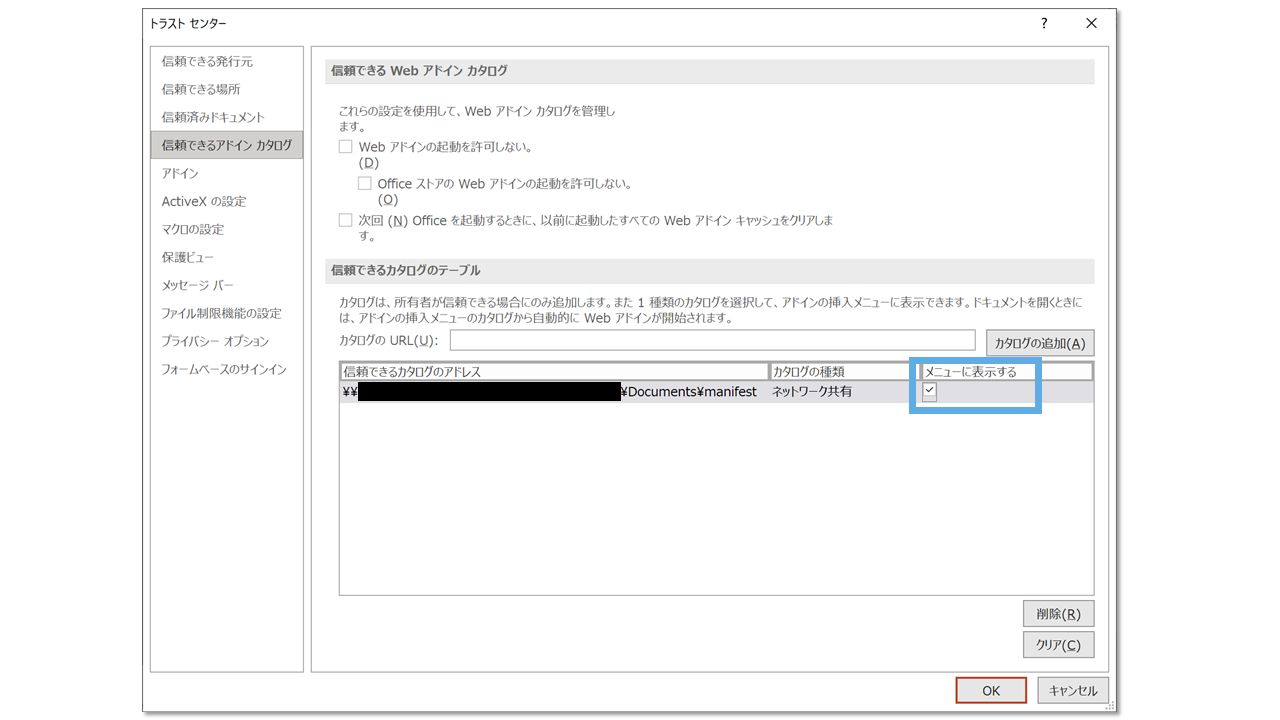 トラスト センター
?
信頼できる発行元
信頼できる場所
信頼済みドキュメント
信頼できるアドイン カタログ
アドイン
ActiveX の設定
マクロの設定
保護ビュー
メッセージ バー
ファイル制限機能の設定
プライバシー オプション
フォームベースのサインイン
信頼できる Web アドイン カタログ
これらの設定を使用して、Web アドイン カタログを管理し
ます。
Web アドインの起動を許可しない。
(D)
Office ストアの Web アドインの起動を許可しない。
(O)
次回 (N) Office を起動するときに、以前に起動したすべての Web アドイン キャッシュをクリアしま
す。
信頼できるカタログのテーブル
カタログは、所有者が信頼できる場合にのみ追加します。また 1 種類のカタログを選択して、アドインの挿入メニューに表示できます。ドキュメントを開くときに
は、アドインの挿入メニューのカタログから自動的に Web アドインが開始されます。
カタログの URL(U):
カタログの追加(A)
信頼できるカタログのアドレス カタログの種類 メニューに表示する
¥¥ ¥Documents¥manifest ネットワーク共有
削除(R)
クリア(C)
OK キャンセル